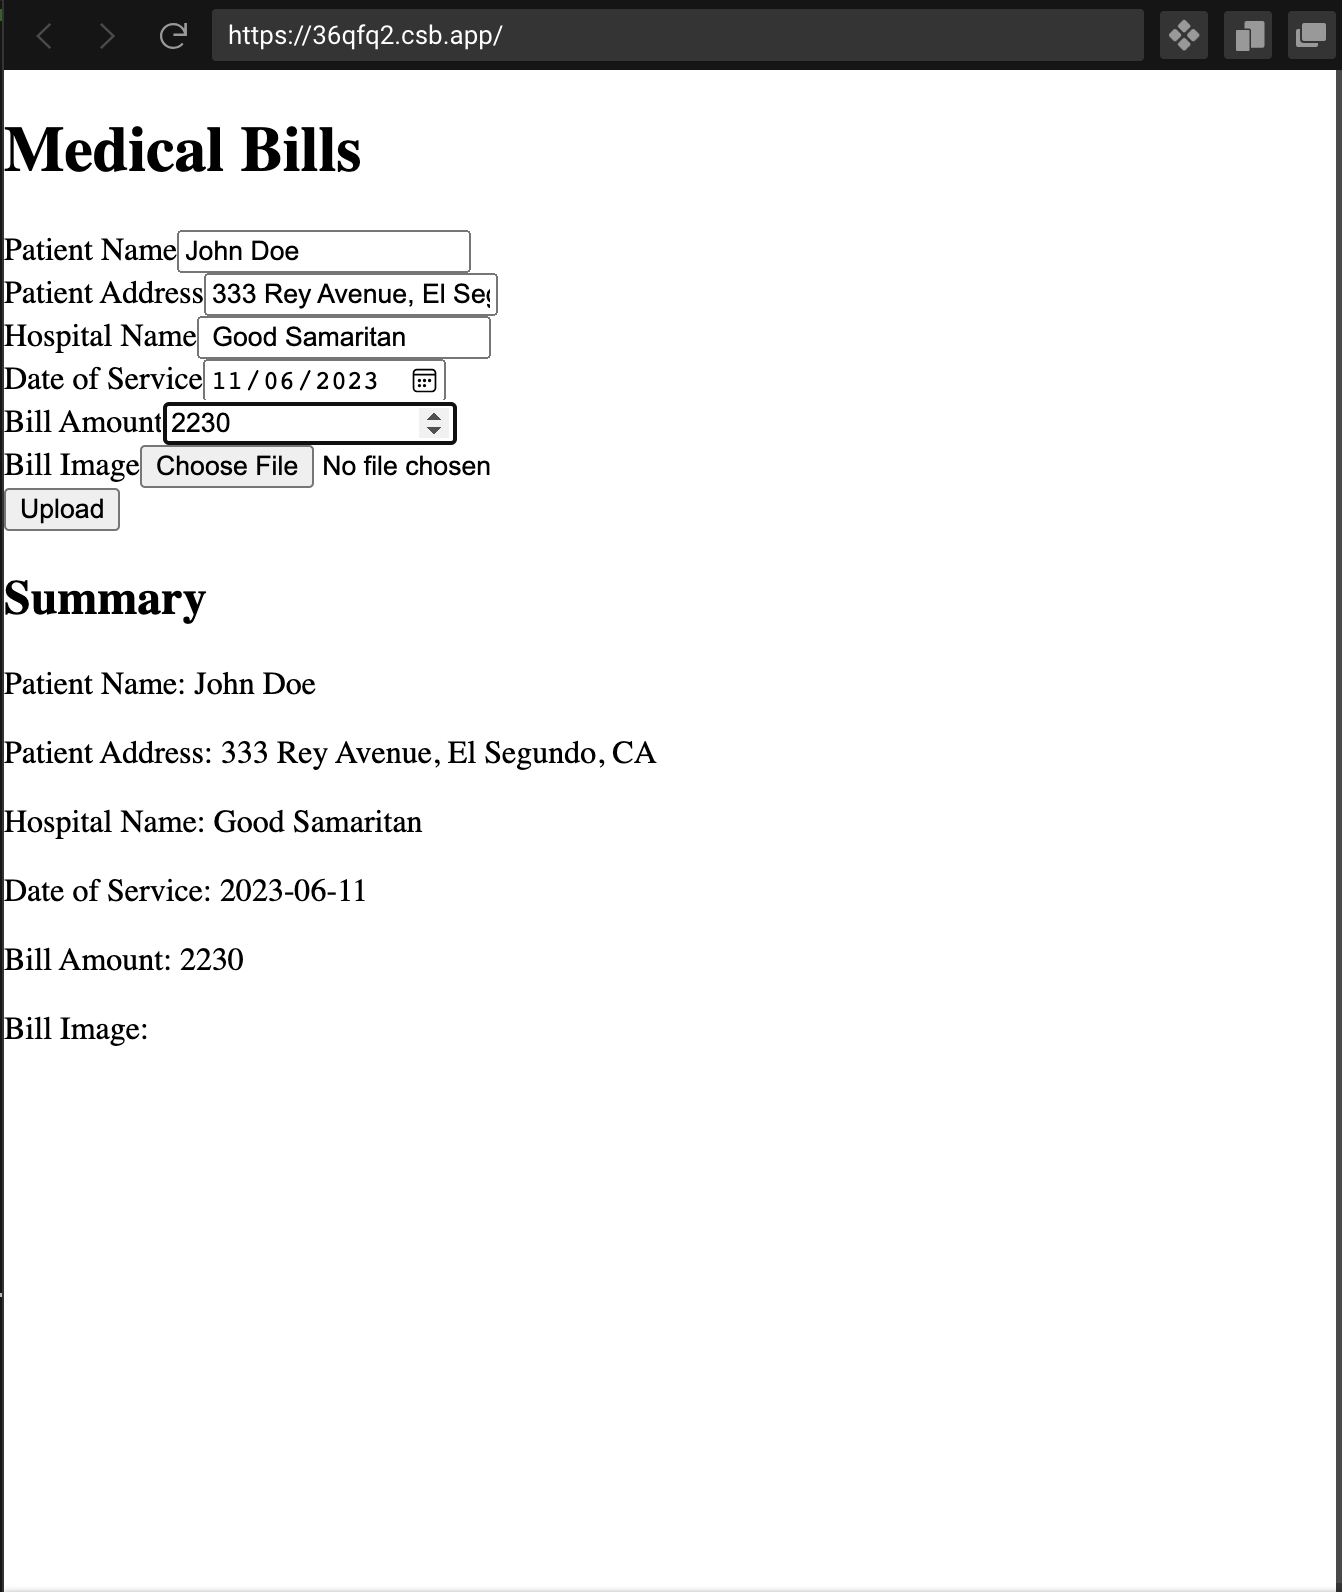 https://36qfq2.csb.app/
Medical Bills
Patient Name John Doe
Patient Address 333 Rey Avenue, El Seg
Hospital Name Good Samaritan
Date of Service 11/06/2023
Bill Amount 2230
Bill Image Choose File No file chosen
Upload
Summary
Patient Name: John Doe
Patient Address: 333 Rey Avenue, El Segundo, CA
Hospital Name: Good Samaritan
Date of Service: 2023-06-11
Bill Amount: 2230
Bill Image: